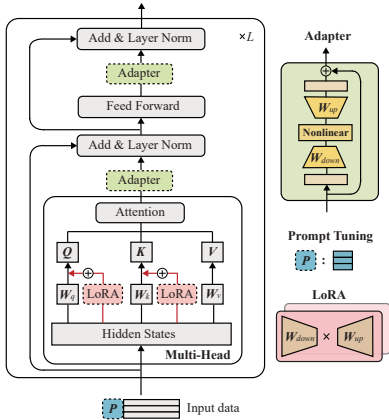 Add & Layer Norm
×L
Adapter
Feed Forward
Add & Layer Norm
Adapter
Attention
Q
K
V
LoRA
LoRA
W_q
W_k
W_v
Hidden States
Multi-Head
P
Input data
Adapter
W_up
Nonlinear
W_down
Prompt Tuning
P :
LoRA
W_down × W_up